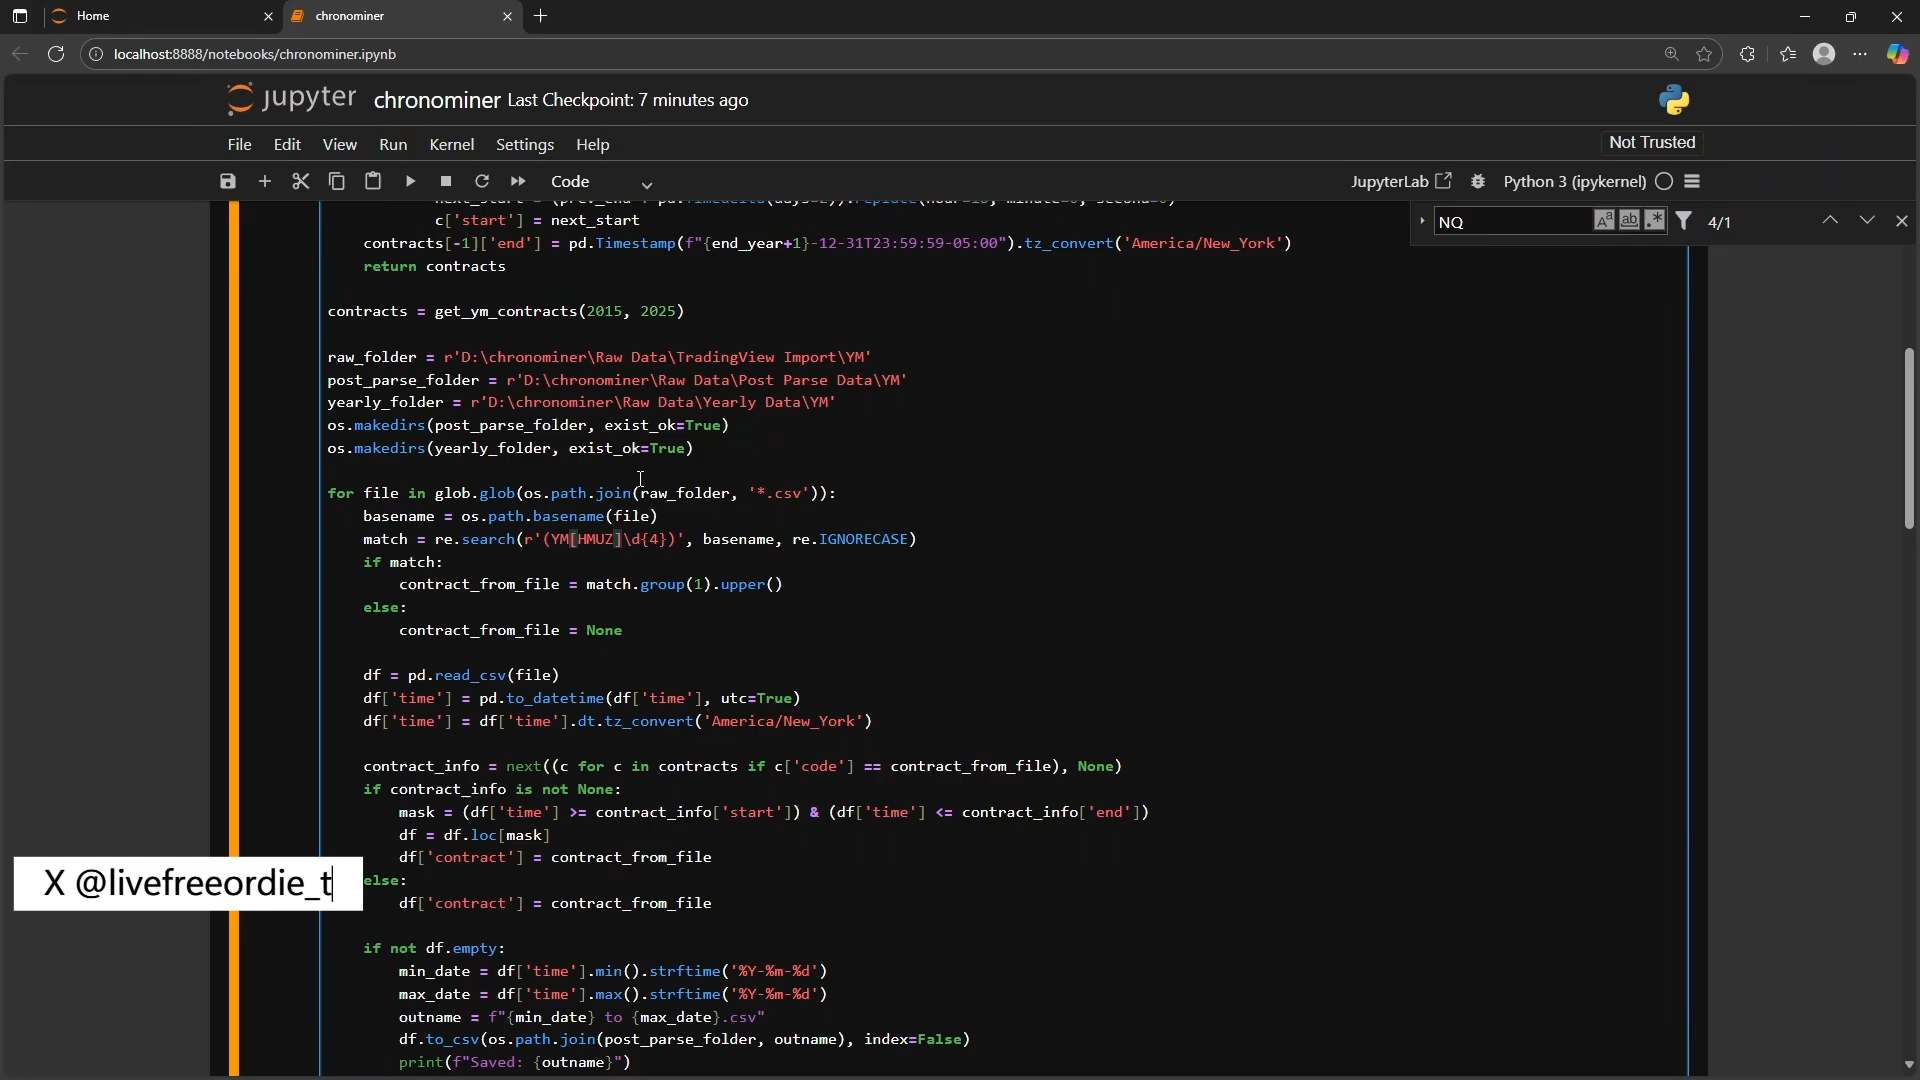 Home
chronominer
localhost:8888/notebooks/chronominer.ipynb
jupyter chronominer Last Checkpoint: 7 minutes ago
File Edit View Run Kernel Settings Help
Not Trusted
Code
JupyterLab Python 3 (ipykernel)
NQ 4/1
c['start'] = next_start
contracts[-1]['end'] = pd.Timestamp(f"{end_year+1}-12-31T23:59:59-05:00").tz_convert('America/New_York')
return contracts
contracts = get_ym_contracts(2015, 2025)
raw_folder = r'D:\chronominer\Raw Data\TradingView Import\YM'
post_parse_folder = r'D:\chronominer\Raw Data\Post Parse Data\YM'
yearly_folder = r'D:\chronominer\Raw Data\Yearly Data\YM'
os.makedirs(post_parse_folder, exist_ok=True)
os.makedirs(yearly_folder, exist_ok=True)
for file in glob.glob(os.path.join(raw_folder, '*.csv')):
basename = os.path.basename(file)
match = re.search(r'(YM[HMUZ]\d{4})', basename, re.IGNORECASE)
if match:
contract_from_file = match.group(1).upper()
else:
contract_from_file = None
df = pd.read_csv(file)
df['time'] = pd.to_datetime(df['time'], utc=True)
df['time'] = df['time'].dt.tz_convert('America/New_York')
contract_info = next((c for c in contracts if c['code'] == contract_from_file), None)
if contract_info is not None:
mask = (df['time'] >= contract_info['start']) & (df['time'] <= contract_info['end'])
df = df.loc[mask]
df['contract'] = contract_from_file
else:
df['contract'] = contract_from_file
X @livefreeordie_t
if not df.empty:
min_date = df['time'].min().strftime('%Y-%m-%d')
max_date = df['time'].max().strftime('%Y-%m-%d')
outname = f"{min_date} to {max_date}.csv"
df.to_csv(os.path.join(post_parse_folder, outname), index=False)
print(f"Saved: {outname}")